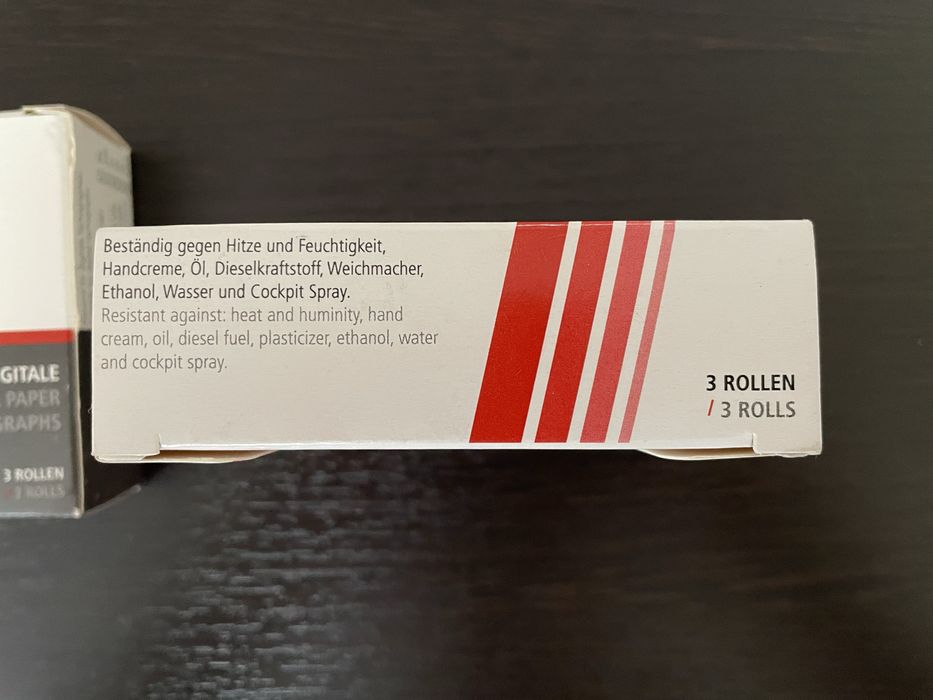 Beständig gegen Hitze und Feuchtigkeit,
Handcreme, Öl, Dieselkraftstoff, Weichmacher,
Ethanol, Wasser und Cockpit Spray.
Resistant against: heat and huminity, hand
cream, oil, diesel fuel, plasticizer, ethanol, water
and cockpit spray.
3 ROLLEN
/ 3 ROLLS
GITALE
PAPER
GRAPHS
3 ROLLEN
/ 3 ROLLS